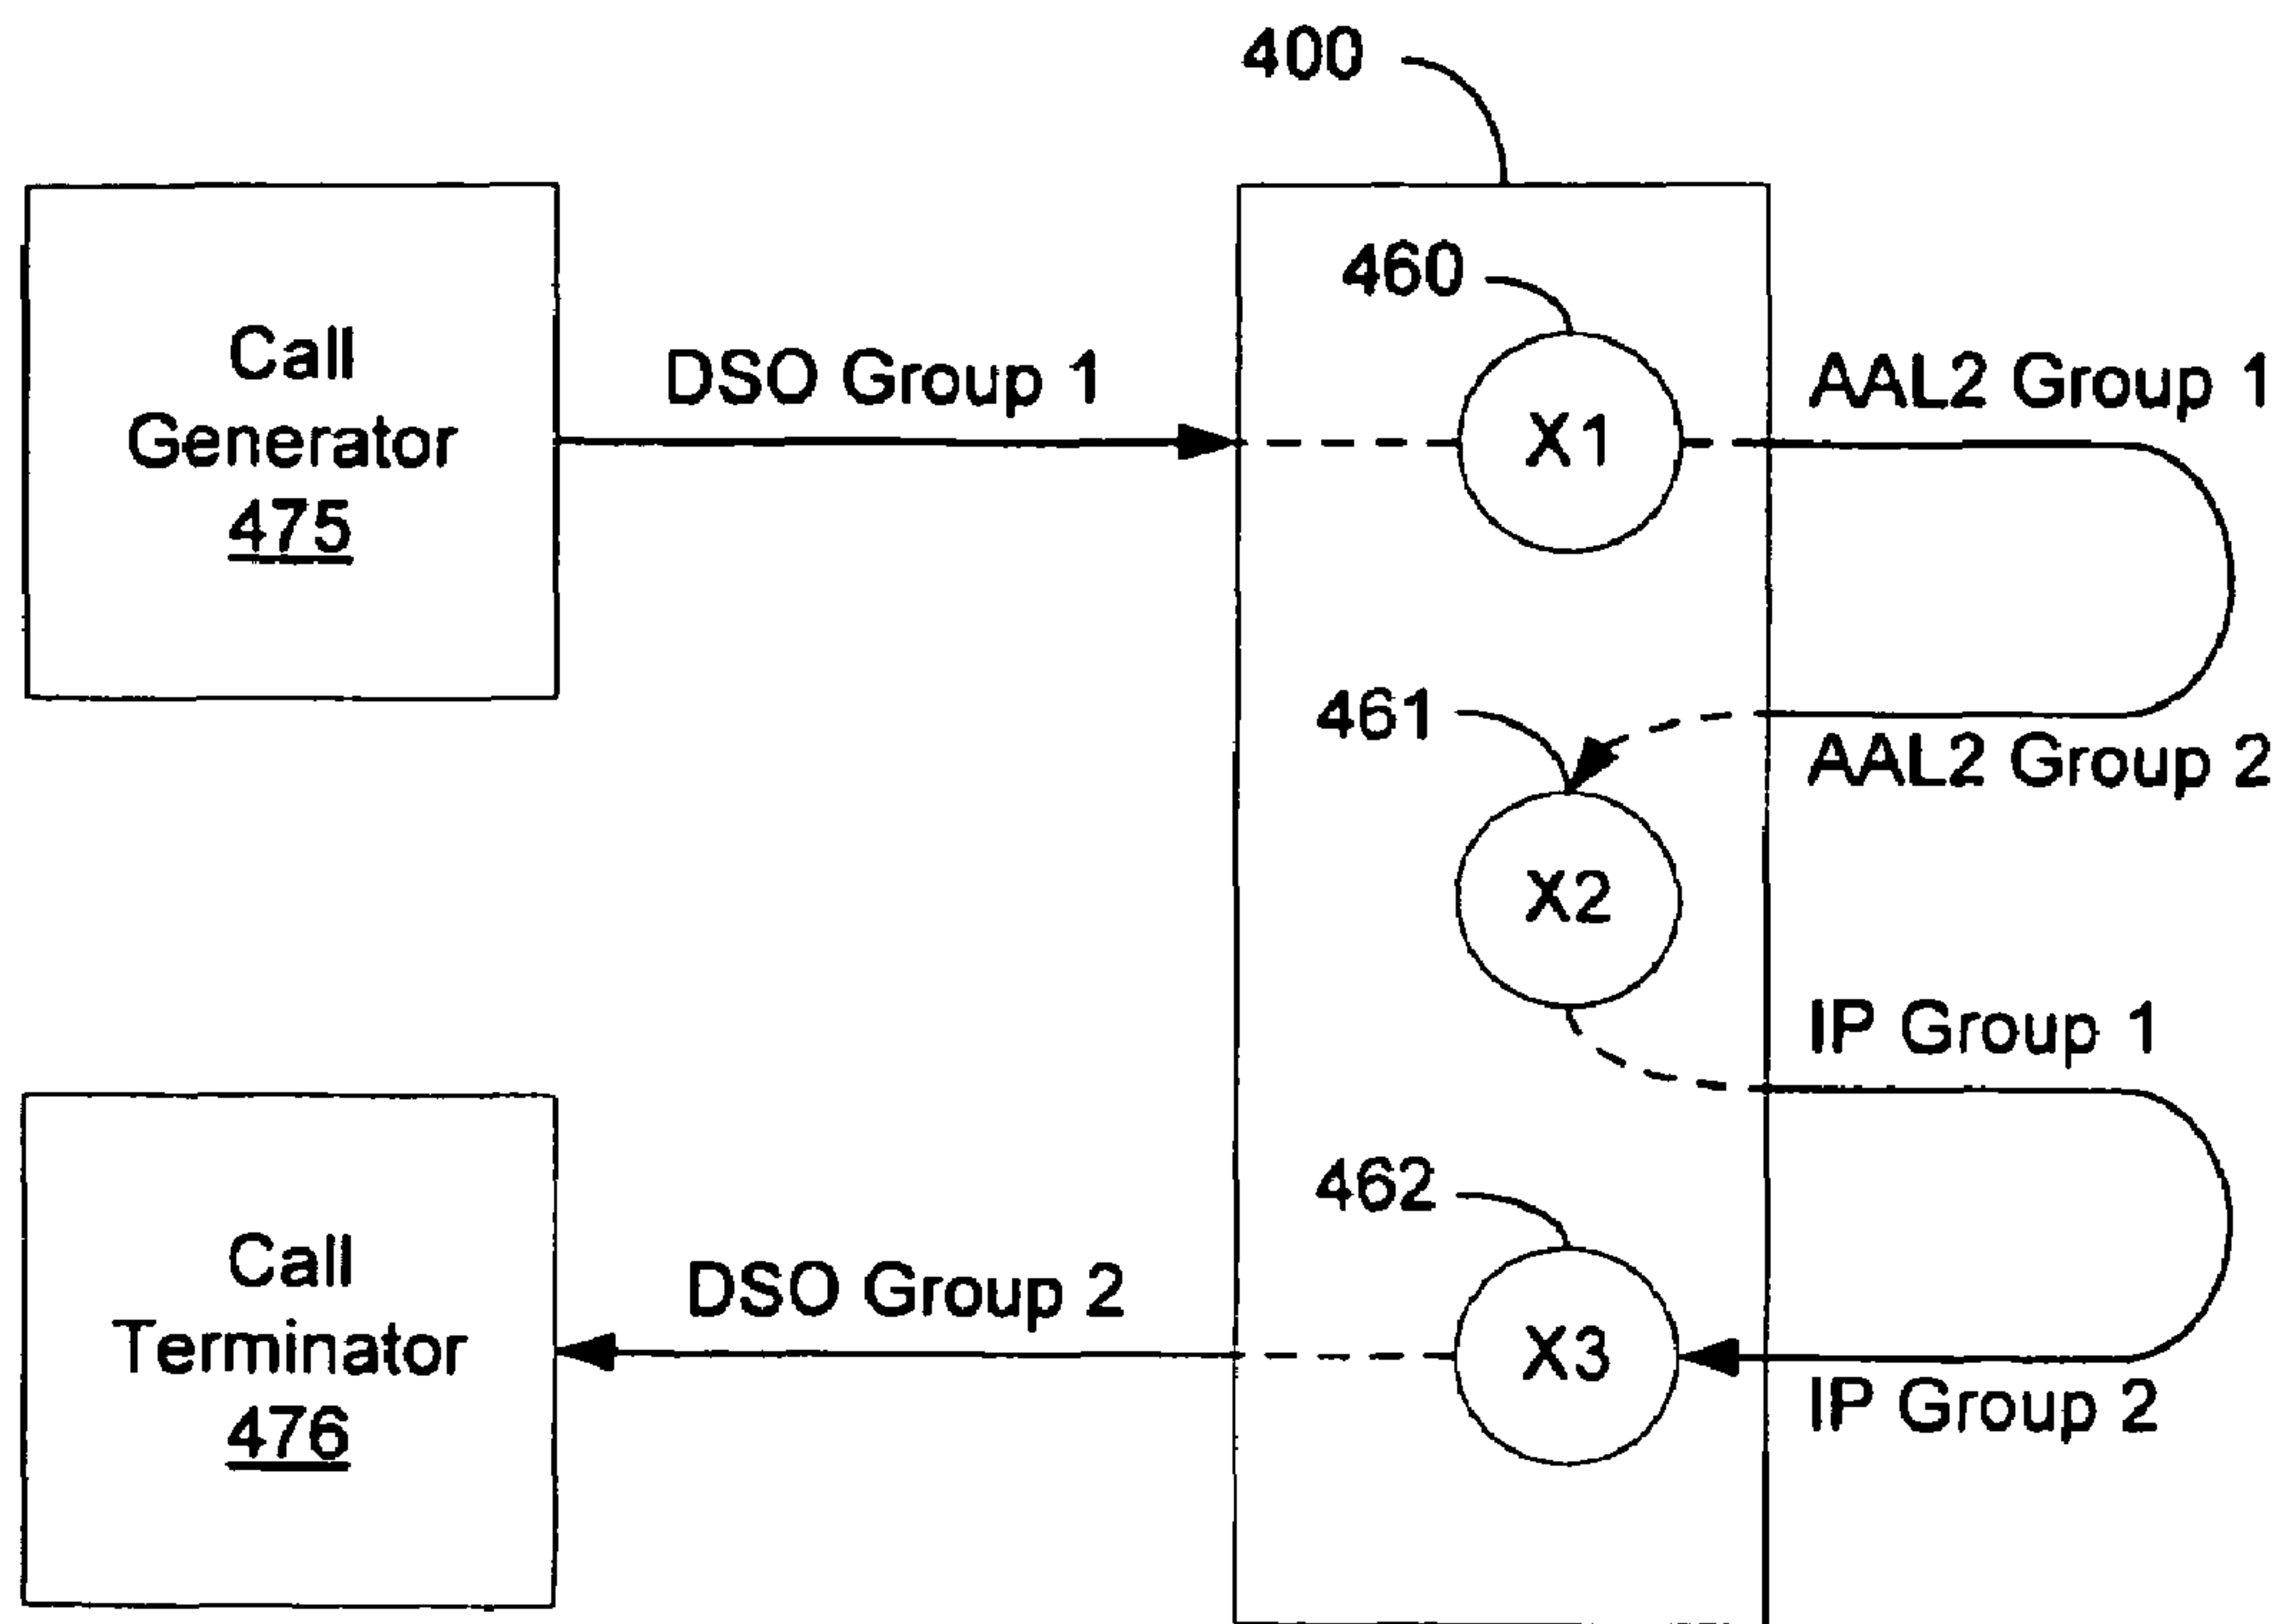 400
460
Call
Generator
475
DSO Group 1
X1
AAL2 Group 1
461
AAL2 Group 2
X2
IP Group 1
462
Call
Terminator
476
DSO Group 2
X3
IP Group 2